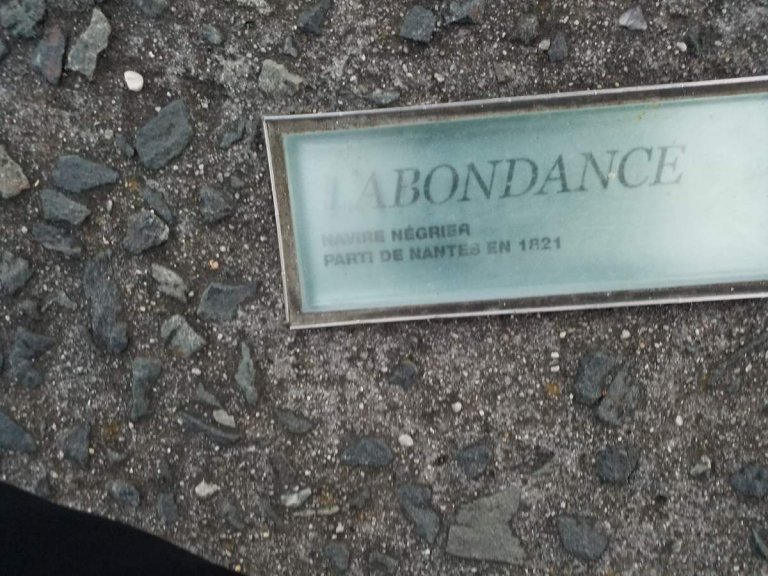 L'ABONDANCE
NAVIRE NÉGRIER
PARTI DE NANTES EN 1821